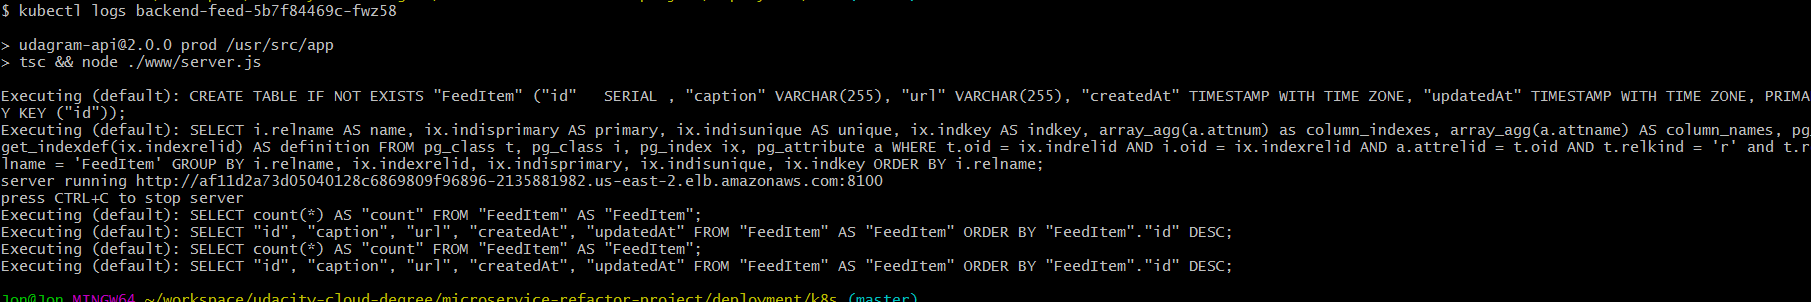 $ kubectl logs backend-feed-5b7f84469c-fwz58
> udagram-api@2.0.0 prod /usr/src/app
> tsc && node ./www/server.js
Executing (default): CREATE TABLE IF NOT EXISTS "FeedItem" ("id"   SERIAL , "caption" VARCHAR(255), "url" VARCHAR(255), "createdAt" TIMESTAMP WITH TIME ZONE, "updatedAt" TIMESTAMP WITH TIME ZONE, PRIMA
Y KEY ("id"));
Executing (default): SELECT i.relname AS name, ix.indisprimary AS primary, ix.indisunique AS unique, ix.indkey AS indkey, array_agg(a.attnum) as column_indexes, array_agg(a.attname) AS column_names, pg_
get_indexdef(ix.indexrelid) AS definition FROM pg_class t, pg_class i, pg_index ix, pg_attribute a WHERE t.oid = ix.indrelid AND i.oid = ix.indexrelid AND a.attrelid = t.oid AND t.relkind = 'r' and t.r
lname = 'FeedItem' GROUP BY i.relname, ix.indexrelid, ix.indisprimary, ix.indisunique, ix.indkey ORDER BY i.relname;
server running http://af11d2a73d05040128c6869809f96896-2135881982.us-east-2.elb.amazonaws.com:8100
press CTRL+C to stop server
Executing (default): SELECT count(*) AS "count" FROM "FeedItem" AS "FeedItem";
Executing (default): SELECT "id", "caption", "url", "createdAt", "updatedAt" FROM "FeedItem" AS "FeedItem" ORDER BY "FeedItem"."id" DESC;
Executing (default): SELECT count(*) AS "count" FROM "FeedItem" AS "FeedItem";
Executing (default): SELECT "id", "caption", "url", "createdAt", "updatedAt" FROM "FeedItem" AS "FeedItem" ORDER BY "FeedItem"."id" DESC;
Jon@Jon MINGW64 ~/workspace/udacity-cloud-degree/microservice-refactor-project/deployment/k8s (master)